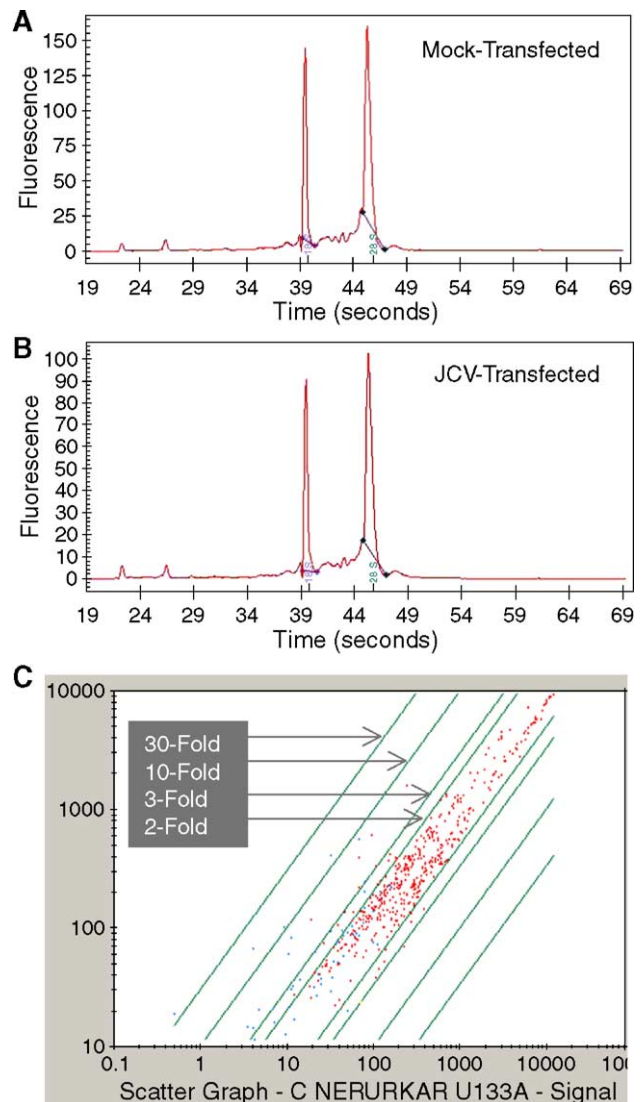 A
Mock-Transfected
Fluorescence
150
125
100
75
50
25
0
18 S
28 S
19 24 29 34 39 44 49 54 59 64 69
Time (seconds)
B
JCV-Transfected
Fluorescence
100
90
80
70
60
50
40
30
20
10
0
18 S
28 S
19 24 29 34 39 44 49 54 59 64 69
Time (seconds)
C
10000
1000
100
10
30-Fold
10-Fold
3-Fold
2-Fold
0.1 1 10 100 1000 10000
Scatter Graph - C NERURKAR U133A - Signal